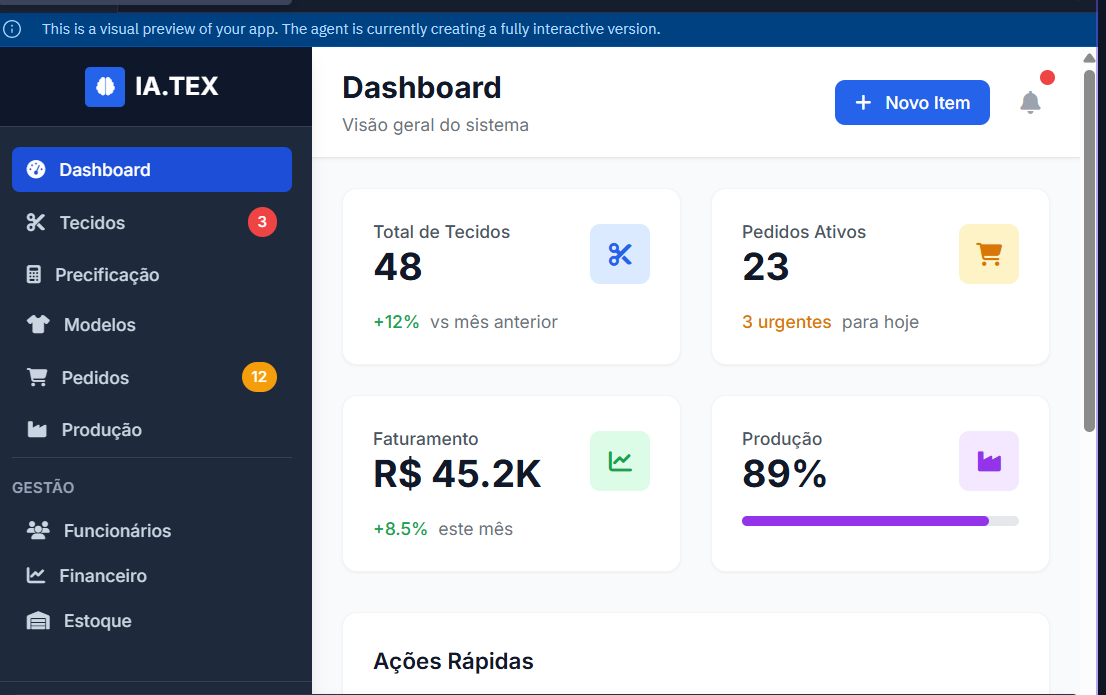 This is a visual preview of your app. The agent is currently creating a fully interactive version.
IA.TEX
Dashboard
Tecidos 3
Precificação
Modelos
Pedidos 12
Produção
GESTÃO
Funcionários
Financeiro
Estoque
Dashboard
Visão geral do sistema
+ Novo Item
Total de Tecidos
48
+12% vs mês anterior
Pedidos Ativos
23
3 urgentes para hoje
Faturamento
R$ 45.2K
+8.5% este mês
Produção
89%
Ações Rápidas